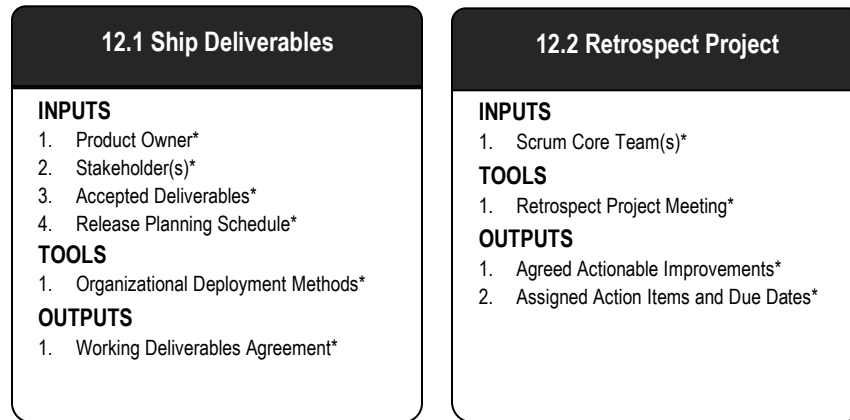 12.1 Ship Deliverables
INPUTS
1. Product Owner*
2. Stakeholder(s)*
3. Accepted Deliverables*
4. Release Planning Schedule*
TOOLS
1. Organizational Deployment Methods*
OUTPUTS
1. Working Deliverables Agreement*
12.2 Retrospect Project
INPUTS
1. Scrum Core Team(s)*
TOOLS
1. Retrospect Project Meeting*
OUTPUTS
1. Agreed Actionable Improvements*
2. Assigned Action Items and Due Dates*